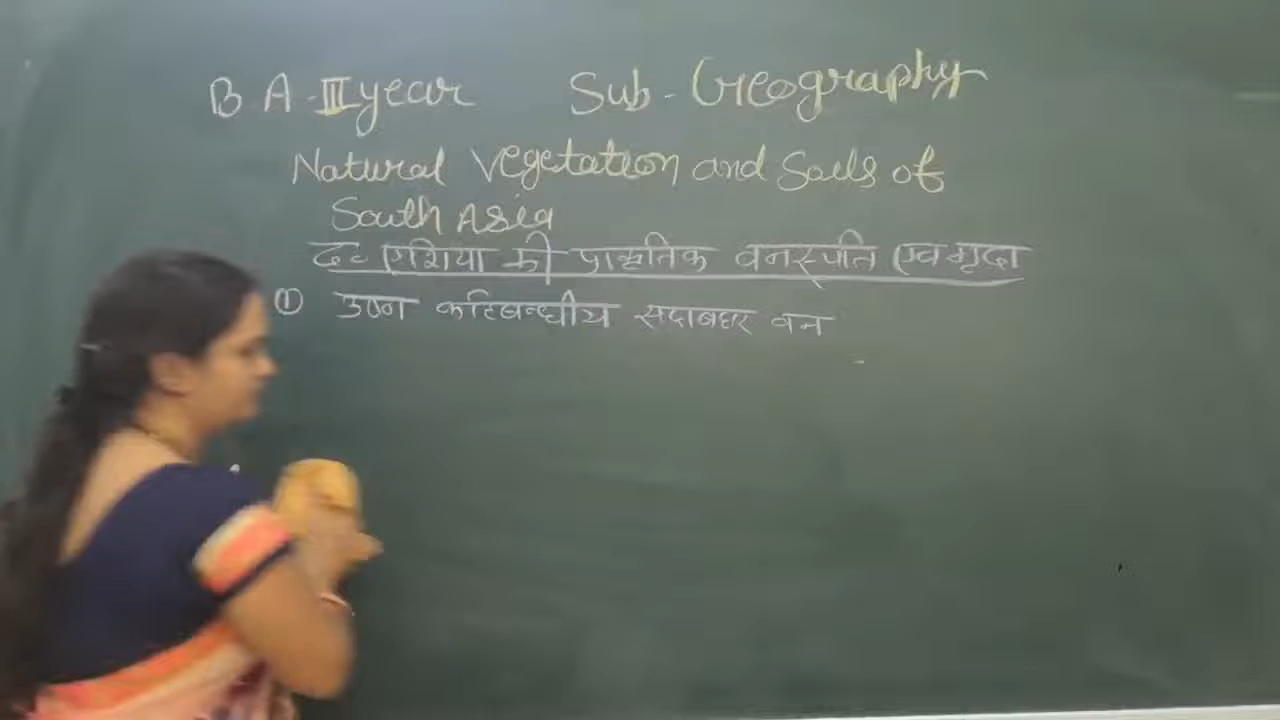 B A - III year Sub - Geography
Natural Vegetation and Soils of
South Asia
द॰ एशिया की प्राकृतिक वनस्पति एवं मृदा
① उष्ण कटिबन्धीय सदाबहार वन